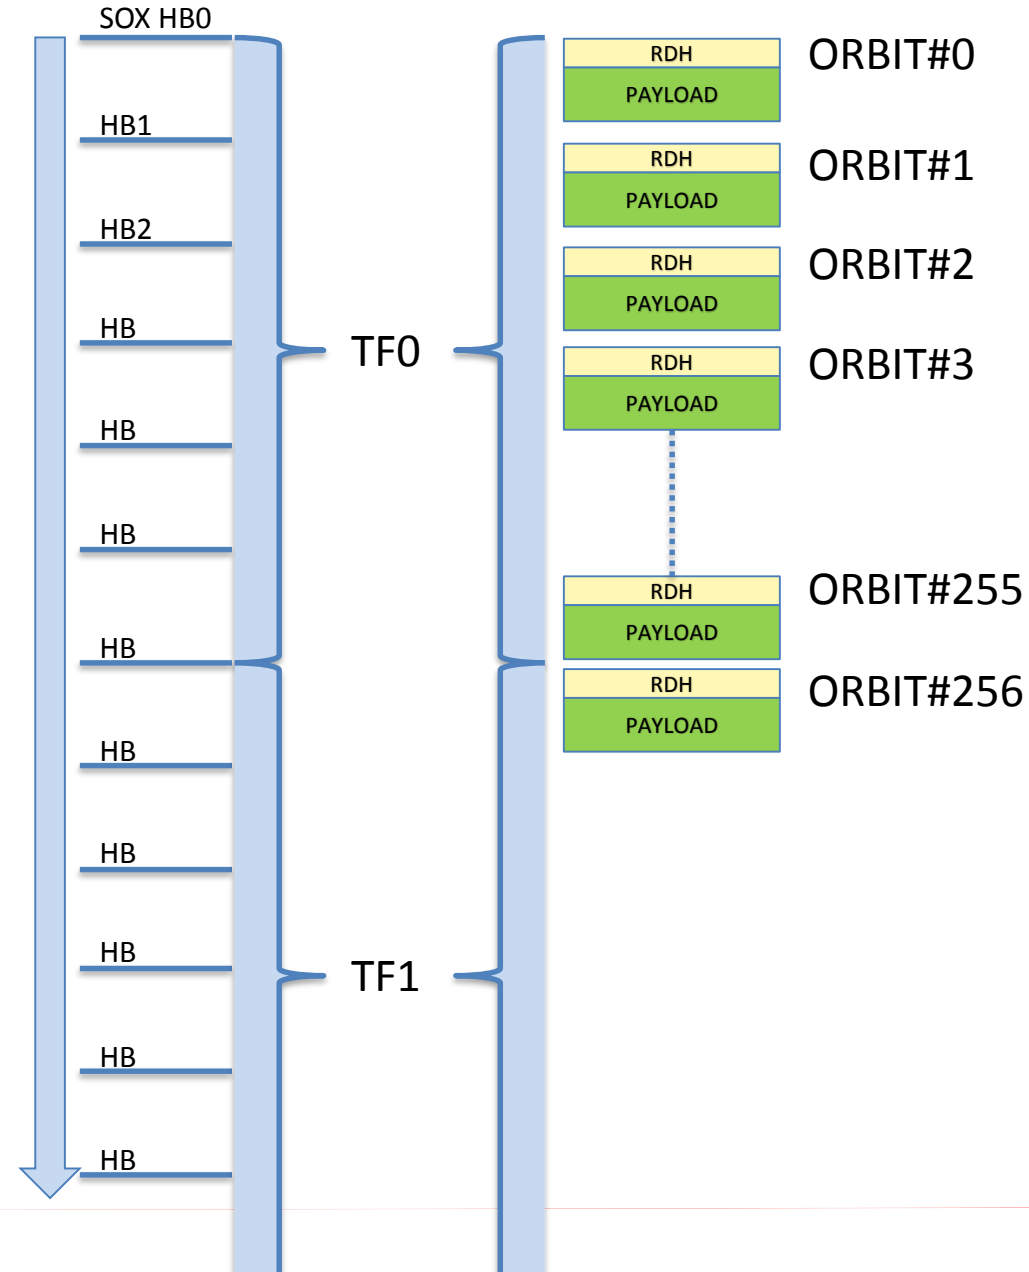 SOX HB0
HB1
HB2
HB
HB
HB
HB
HB
HB
HB
HB
HB
TF0
TF1
RDH
PAYLOAD
ORBIT#0
RDH
PAYLOAD
ORBIT#1
RDH
PAYLOAD
ORBIT#2
RDH
PAYLOAD
ORBIT#3
RDH
PAYLOAD
ORBIT#255
RDH
PAYLOAD
ORBIT#256